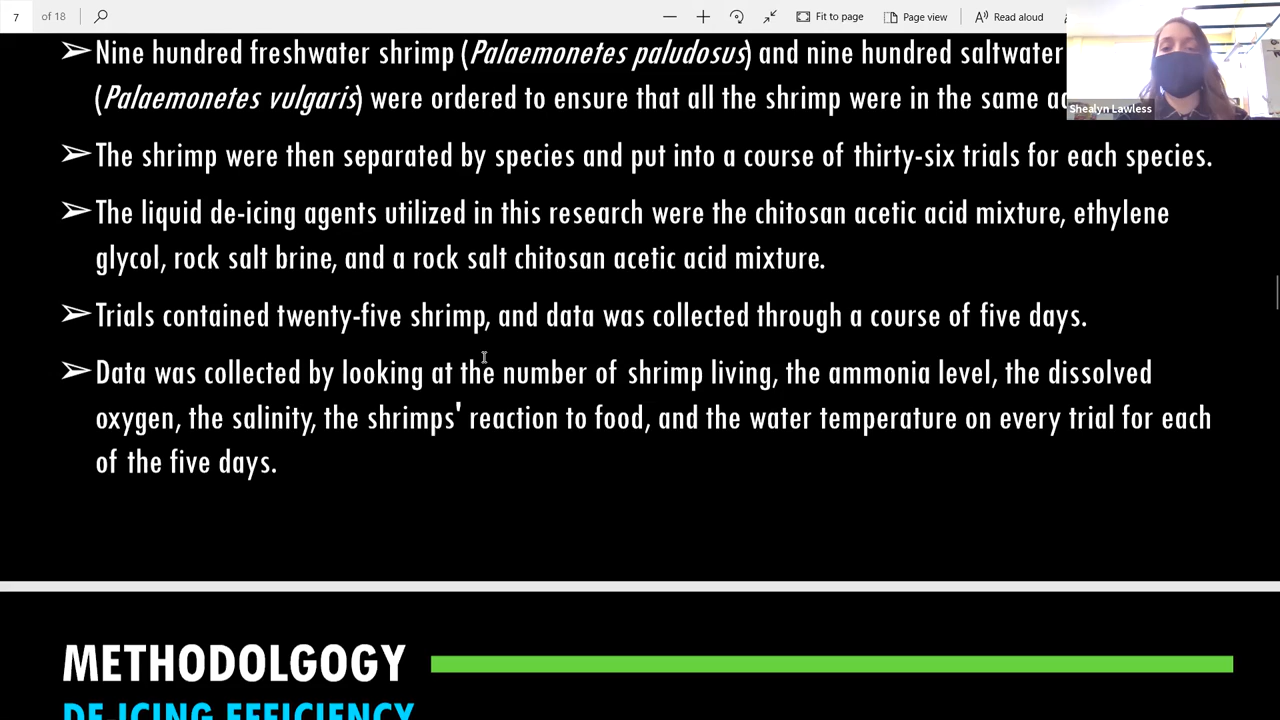 7 of 18 Fit to page Page view Read aloud
Shealyn Lawless
➢ Nine hundred freshwater shrimp (Palaemonetes paludosus) and nine hundred saltwater
(Palaemonetes vulgaris) were ordered to ensure that all the shrimp were in the same
➢ The shrimp were then separated by species and put into a course of thirty-six trials for each species.
➢ The liquid de-icing agents utilized in this research were the chitosan acetic acid mixture, ethylene
glycol, rock salt brine, and a rock salt chitosan acetic acid mixture.
➢ Trials contained twenty-five shrimp, and data was collected through a course of five days.
➢ Data was collected by looking at the number of shrimp living, the ammonia level, the dissolved
oxygen, the salinity, the shrimps' reaction to food, and the water temperature on every trial for each
of the five days.
METHODOLGOGY
DE-ICING EFFICIENCY